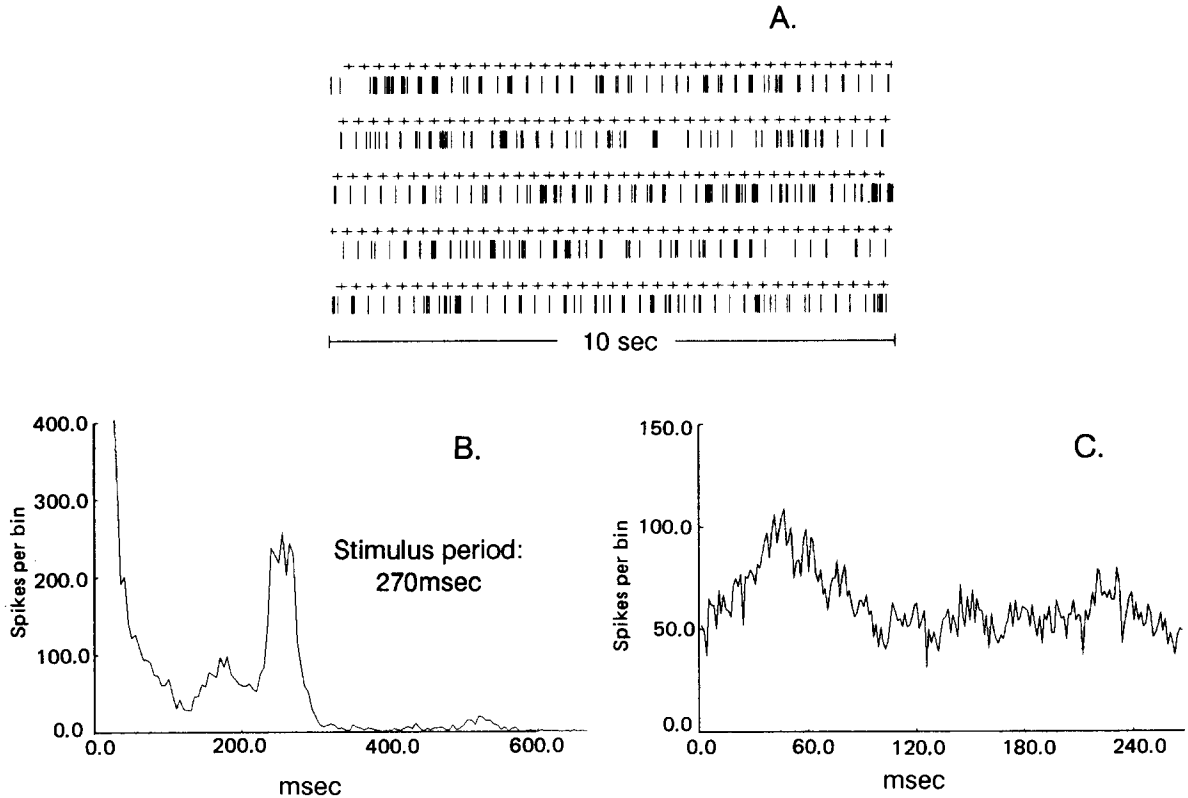 A.
10 sec
B.
Spikes per bin
400.0
300.0
200.0
100.0
0.0
0.0 200.0 400.0 600.0
msec
Stimulus period:
270msec
C.
Spikes per bin
150.0
100.0
50.0
0.0
0.0 60.0 120.0 180.0 240.0
msec